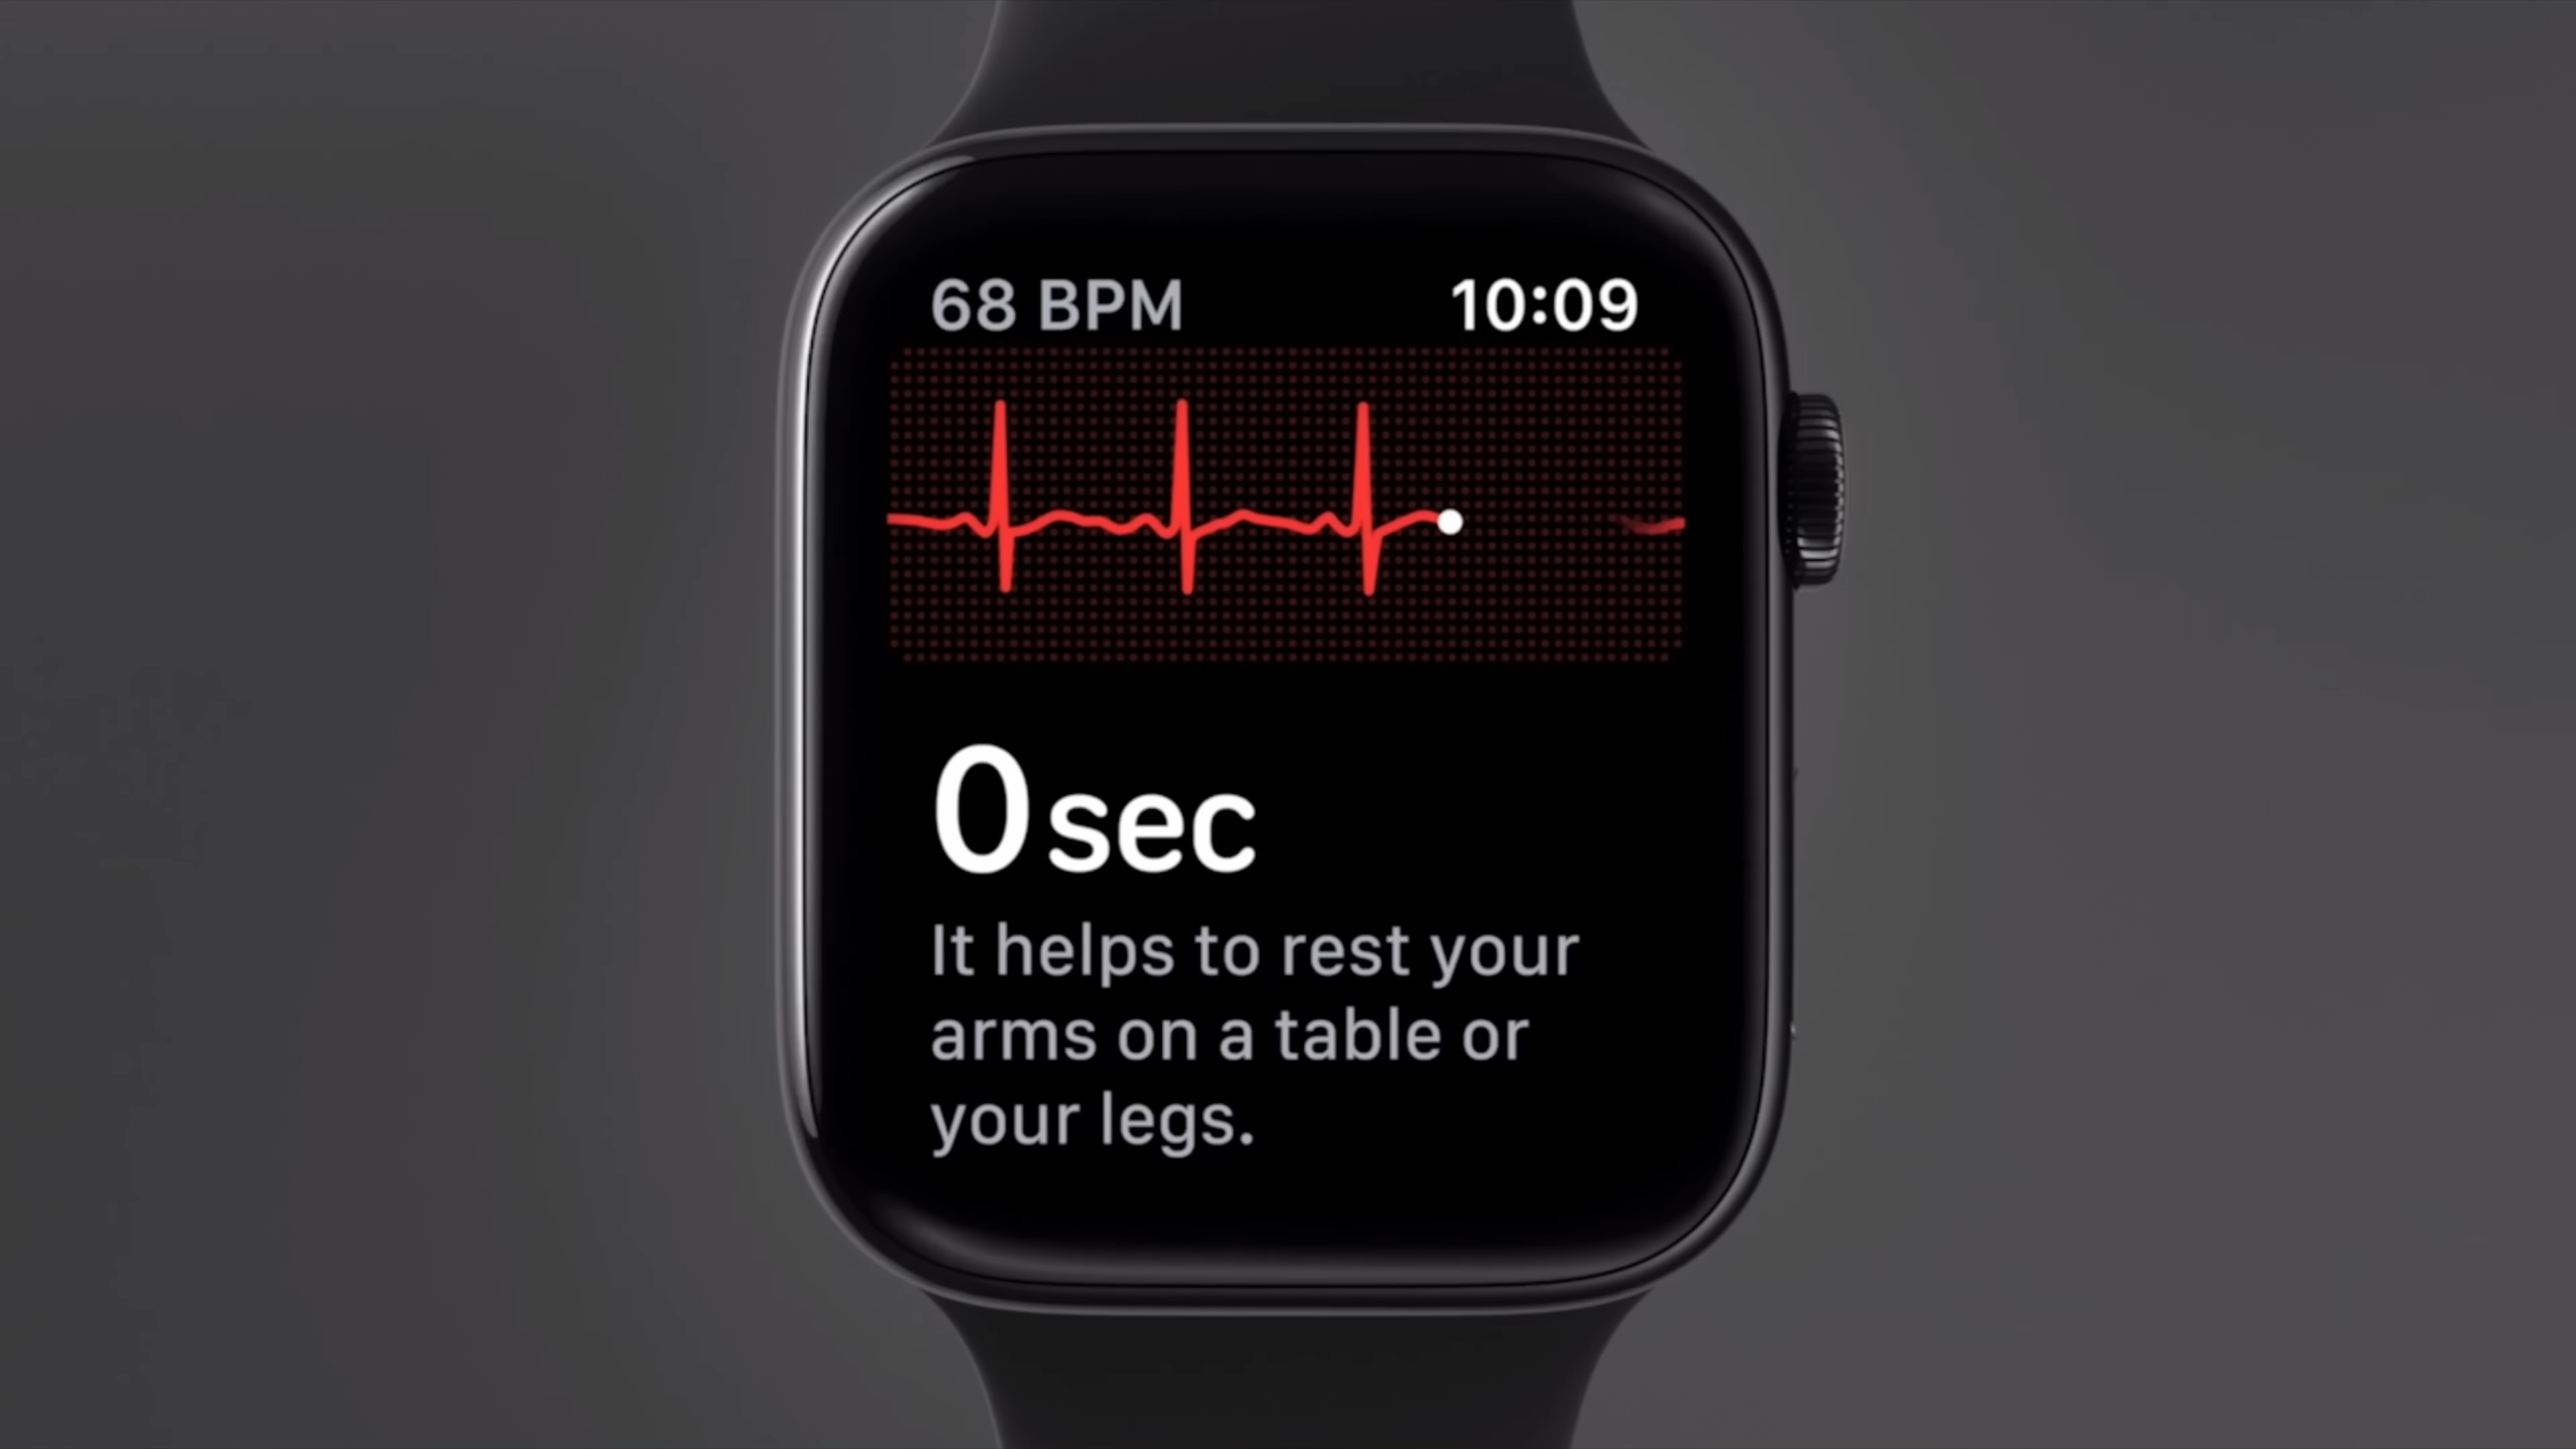 68 BPM 10:09
0 sec
It helps to rest your
arms on a table or
your legs.